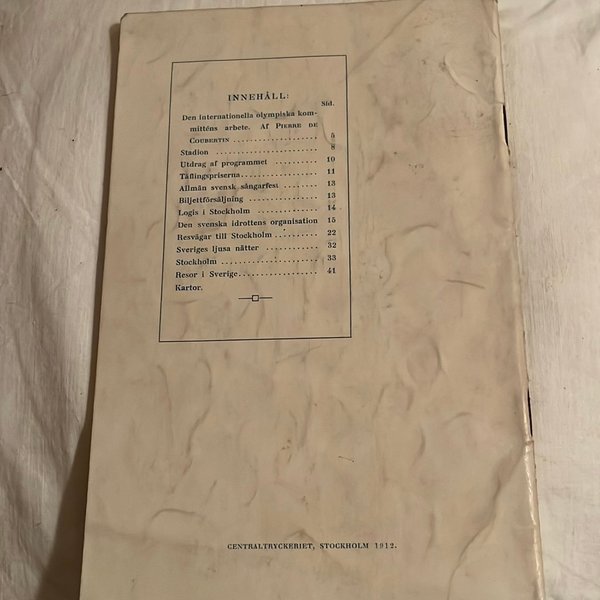 INNEHÅLL:
Sid.
Den internationella olympiska kom-
mitténs arbete. Af PIERRE DE
COUBERTIN .................. 5
Stadion .................... 8
Utdrag af programmet .......... 10
Täflingspriserna ................ 11
Allmän svensk sångarfest ....... 13
Biljettförsäljning ............... 13
Logis i Stockholm ............. 14
Den svenska idrottens organisation 15
Resvägar till Stockholm .......... 22
Sveriges ljusa nätter ........... 32
Stockholm .................... 33
Resor i Sverige ................. 41
Kartor.
CENTRALTRYCKERIET, STOCKHOLM 1912.